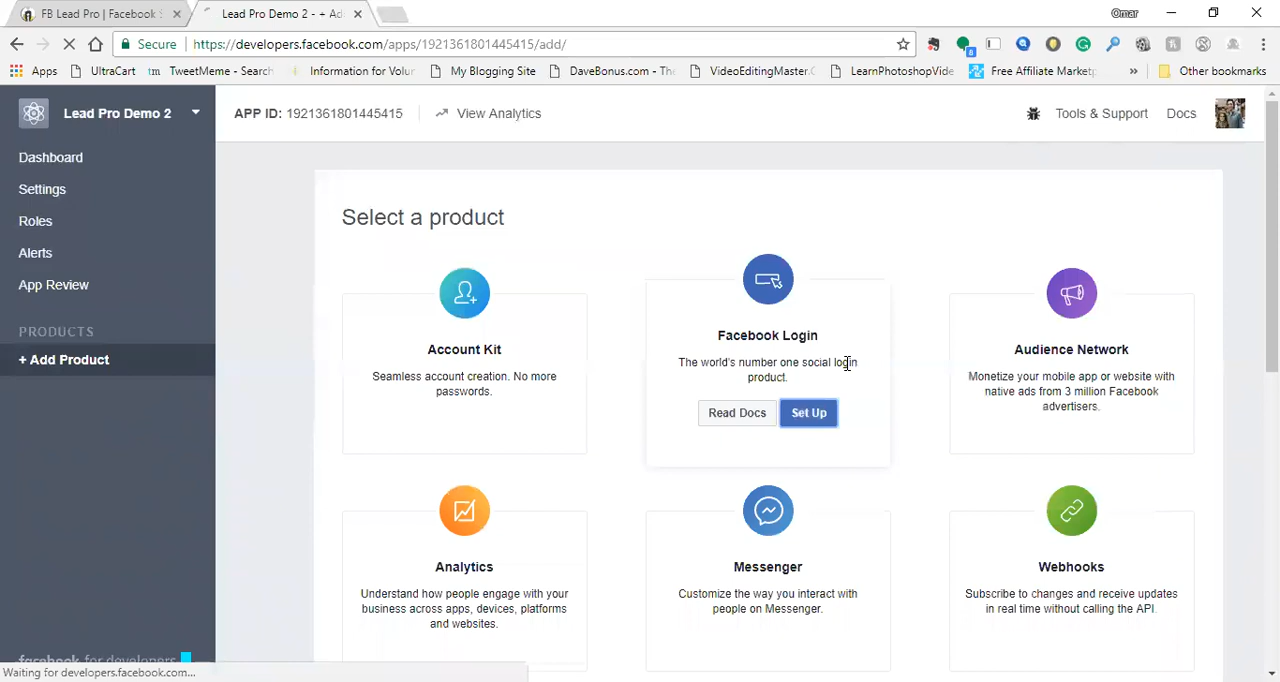 FB Lead Pro | Facebook S
Lead Pro Demo 2 - + Ad
Omar
Secure
https://developers.facebook.com/apps/1921361801445415/add/
8
Apps
UltraCart
tm TweetMeme - Search
Information for Volu
My Blogging Site
DaveBonus.com - The
VideoEditingMaster.C
LearnPhotoshopVide
Free Affiliate Marketp
»
Other bookmarks
Lead Pro Demo 2
APP ID: 1921361801445415
View Analytics
Tools & Support
Docs
Dashboard
Settings
Roles
Alerts
App Review
PRODUCTS
+ Add Product
Select a product
Account Kit
Seamless account creation. No more
passwords.
Facebook Login
The world's number one social login
product.
Read Docs
Set Up
Audience Network
Monetize your mobile app or website with
native ads from 3 million Facebook
advertisers.
Analytics
Understand how people engage with your
business across apps, devices, platforms
and websites.
Messenger
Customize the way you interact with
people on Messenger.
Webhooks
Subscribe to changes and receive updates
in real time without calling the API.
facebook for developers
Waiting for developers.facebook.com...